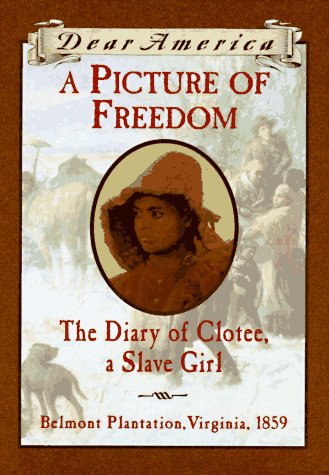 Dear America
A PICTURE OF
FREEDOM
The Diary of Clotee,
a Slave Girl
Belmont Plantation, Virginia, 1859